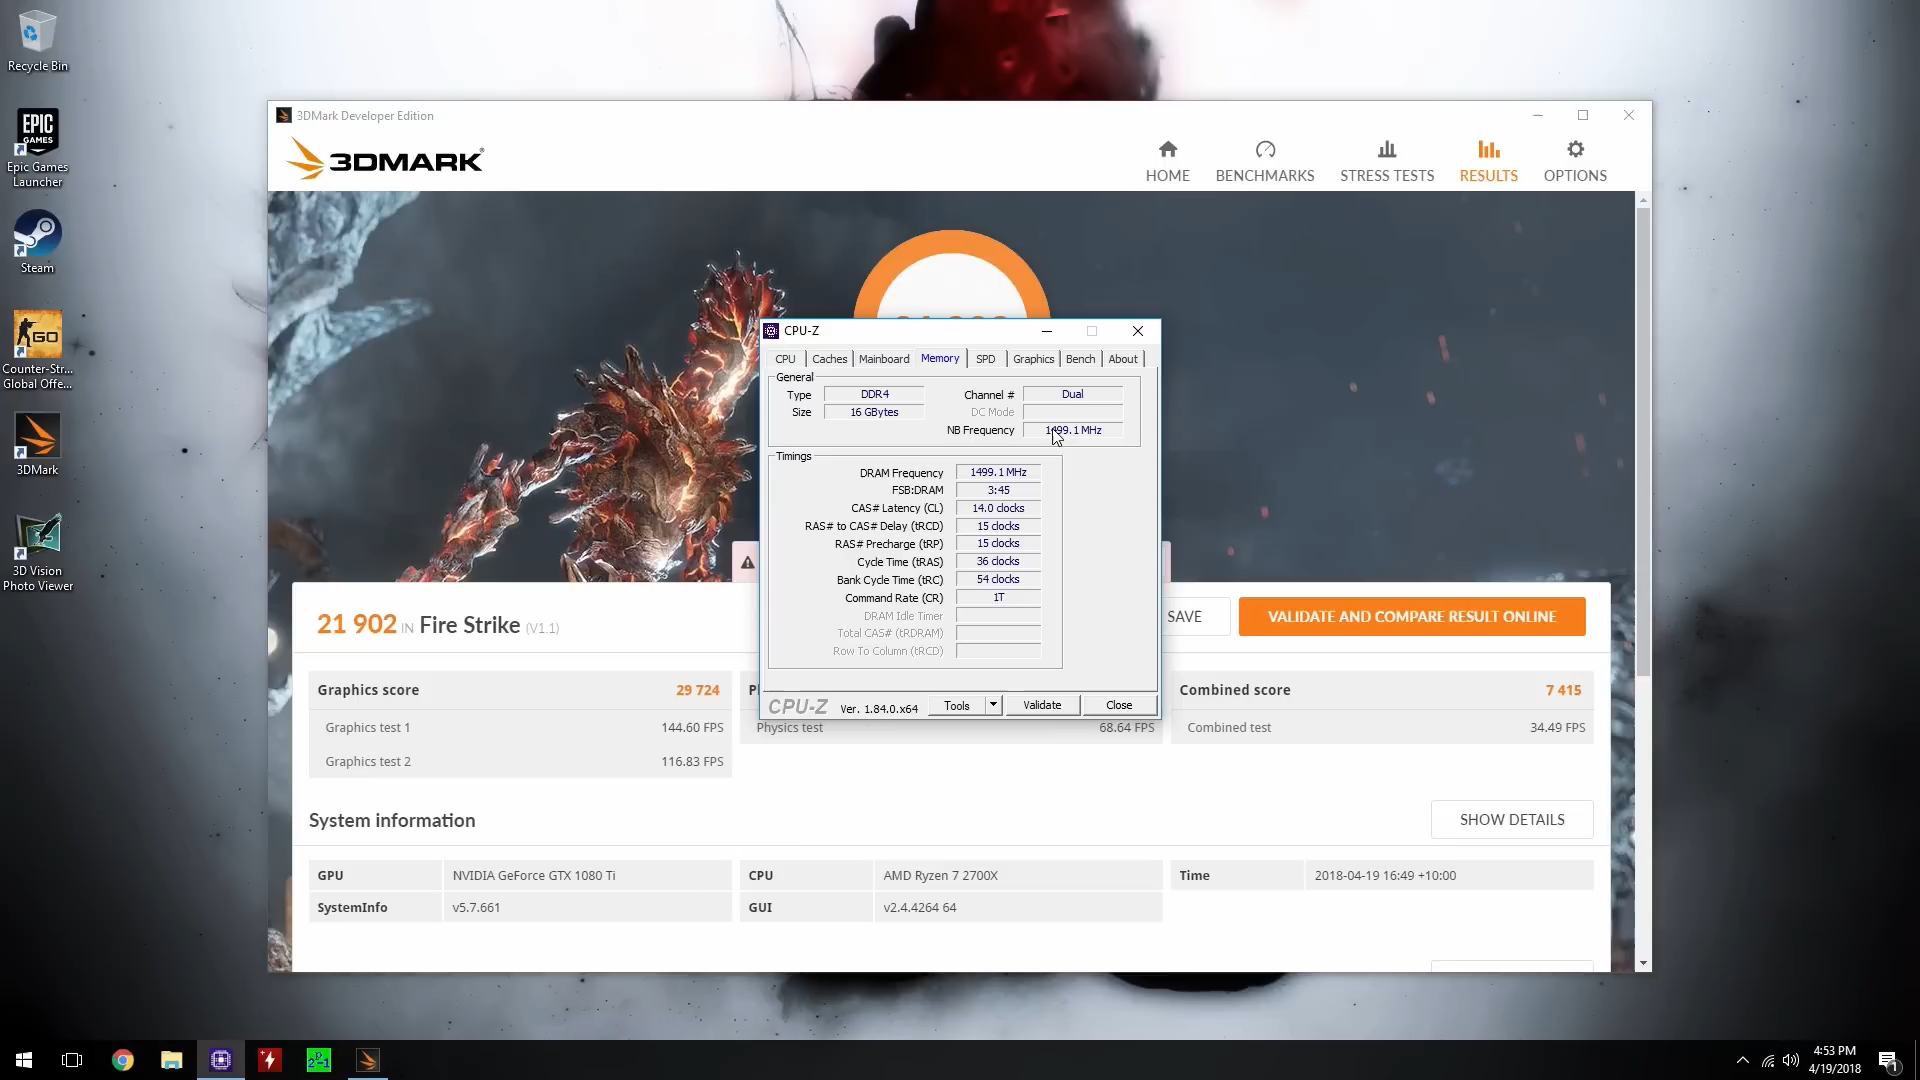 Recycle Bin
EPIC
GAMES
Epic Games
Launcher
Steam
GO
Counter-Str...
Global Offe...
3DMark
3D Vision
Photo Viewer
3DMark Developer Edition
3DMARK
HOME
BENCHMARKS
STRESS TESTS
RESULTS
OPTIONS
CPU-Z
CPU Caches Mainboard Memory SPD Graphics Bench About
General
Type DDR4 Channel # Dual
Size 16 GBytes DC Mode
NB Frequency 1499.1 MHz
Timings
DRAM Frequency 1499.1 MHz
FSB:DRAM 3:45
CAS# Latency (CL) 14.0 clocks
RAS# to CAS# Delay (tRCD) 15 clocks
RAS# Precharge (tRP) 15 clocks
Cycle Time (tRAS) 36 clocks
Bank Cycle Time (tRC) 54 clocks
Command Rate (CR) 1T
DRAM Idle Timer
Total CAS# (tRDRAM)
Row To Column (tRCD)
CPU-Z Ver. 1.84.0.x64 Tools Validate Close
21 902 IN Fire Strike (V1.1)
SAVE
VALIDATE AND COMPARE RESULT ONLINE
Graphics score 29 724
Graphics test 1 144.60 FPS
Graphics test 2 116.83 FPS
Physics test 68.64 FPS
Combined score 7 415
Combined test 34.49 FPS
System information
SHOW DETAILS
GPU NVIDIA GeForce GTX 1080 Ti CPU AMD Ryzen 7 2700X Time 2018-04-19 16:49 +10:00
SystemInfo v5.7.661 GUI v2.4.4264 64
4:53 PM
4/19/2018
1